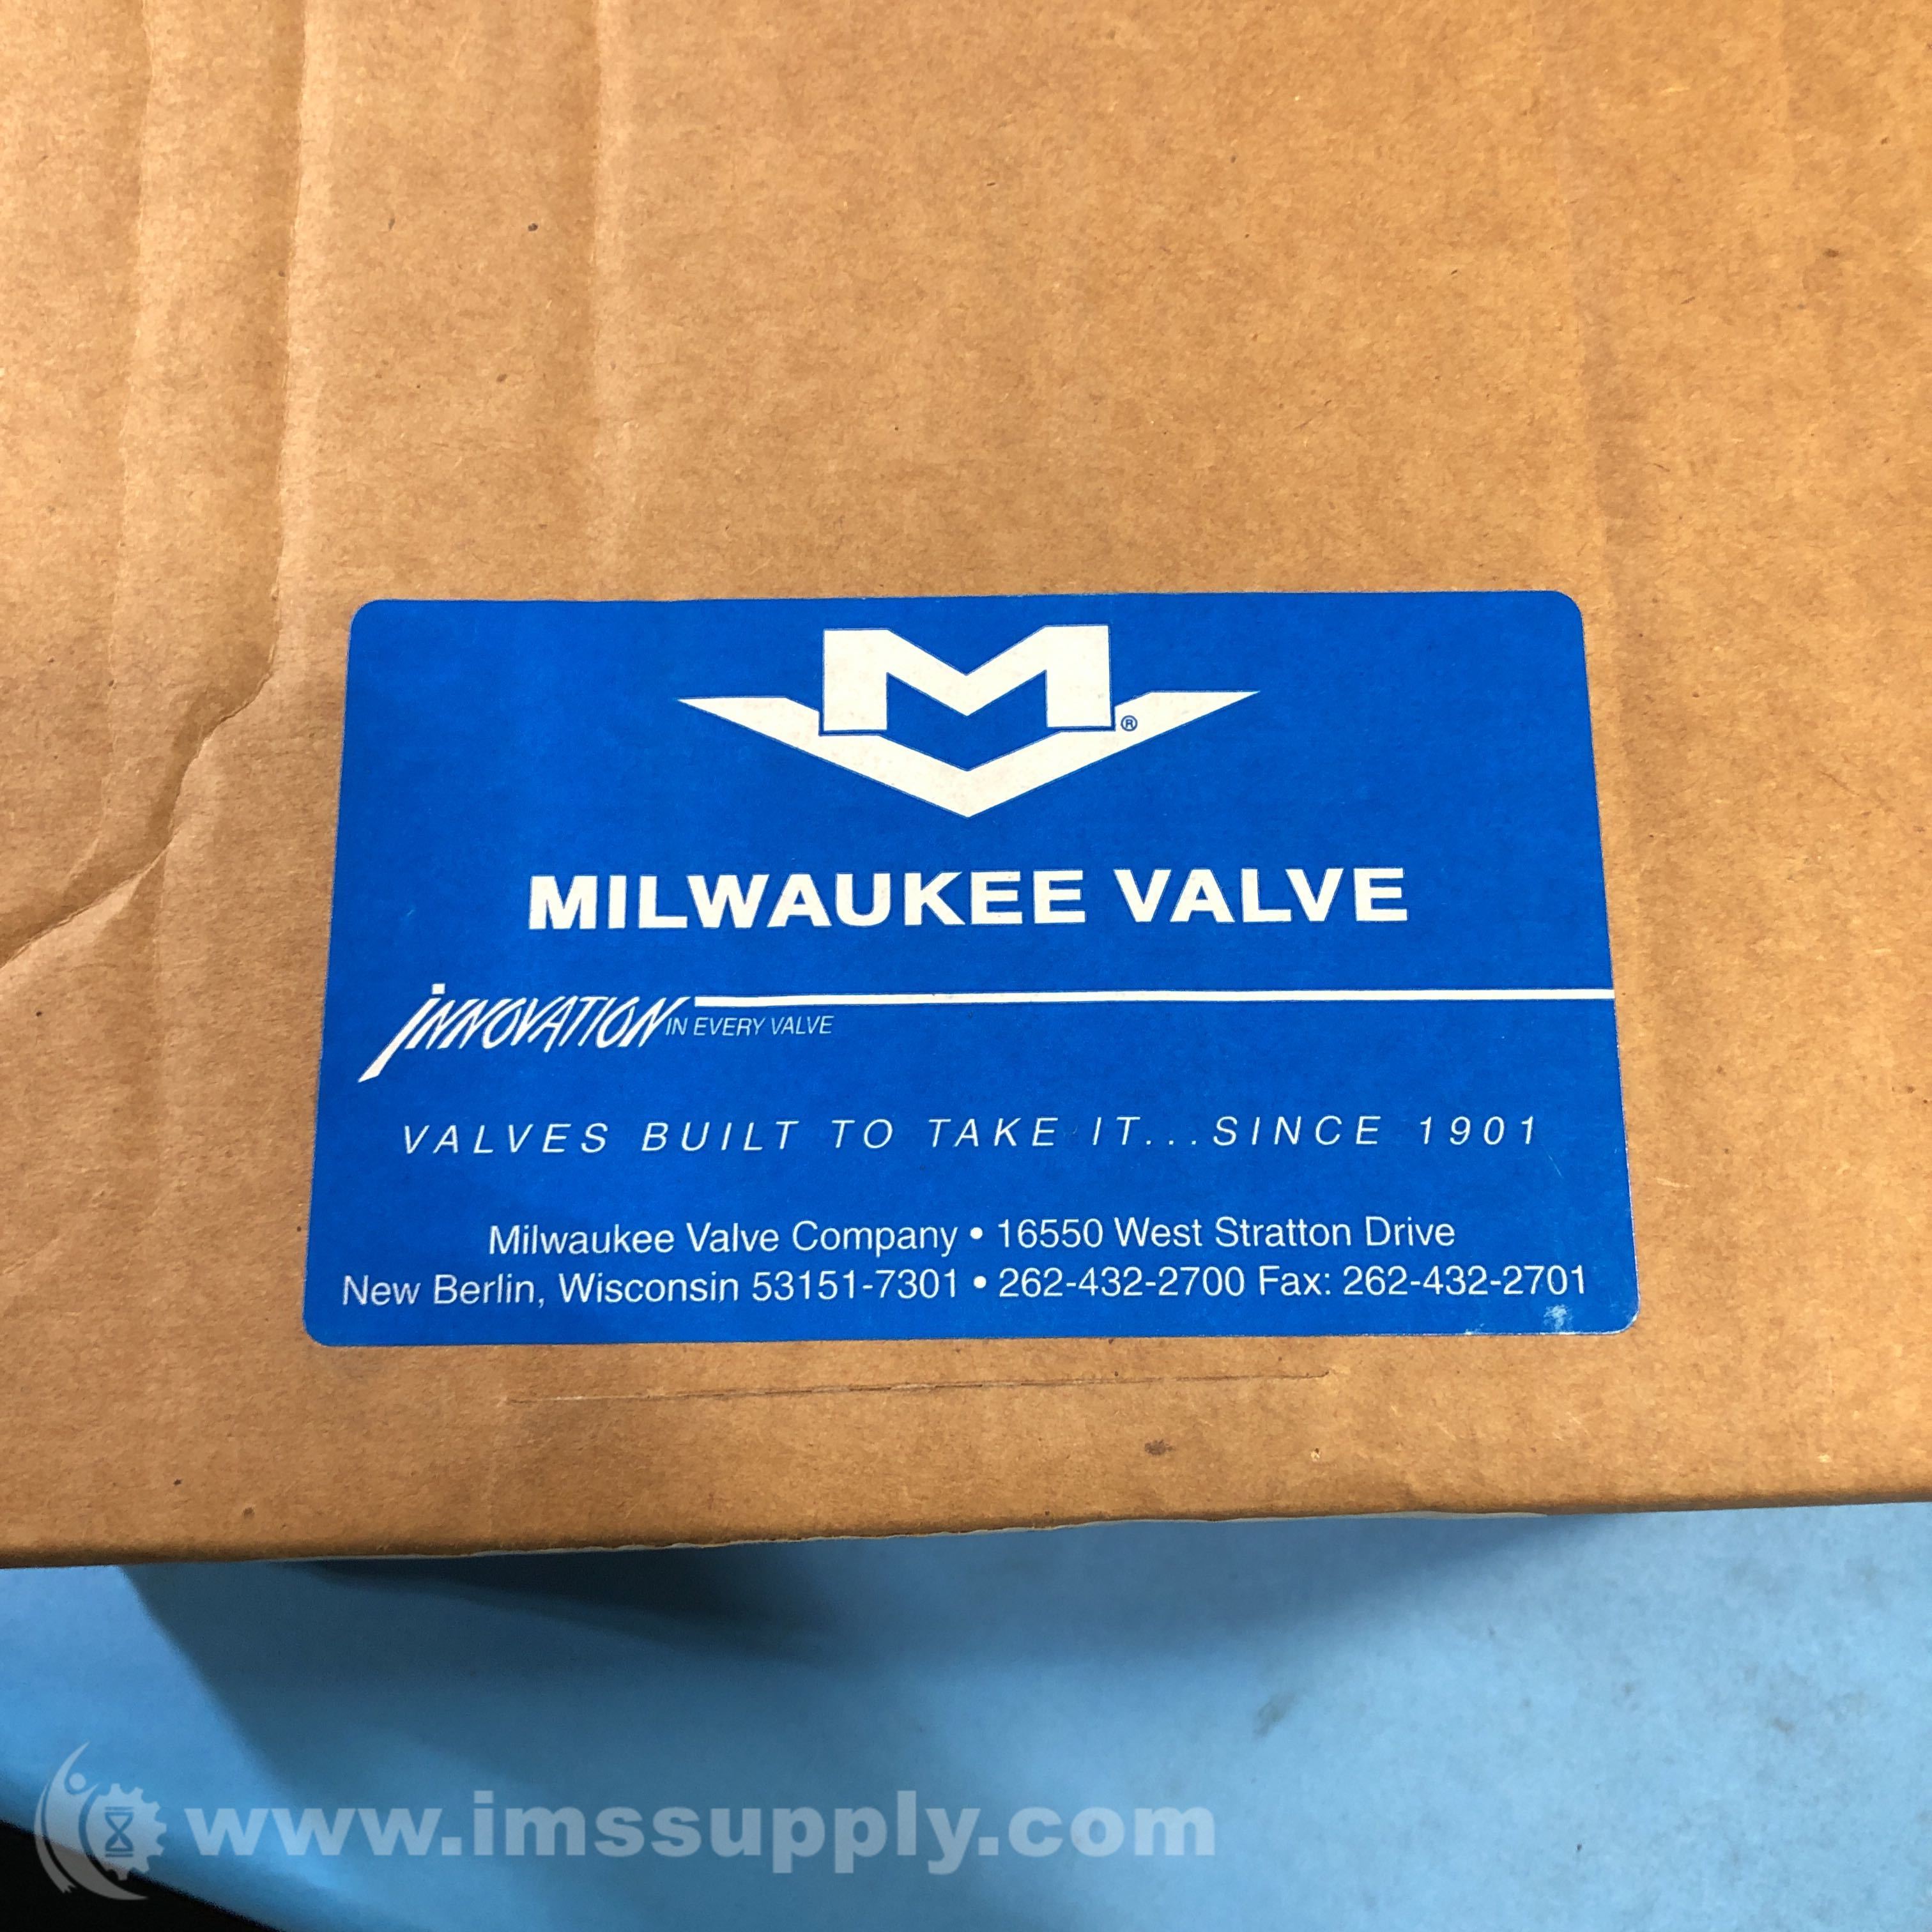 M®
MILWAUKEE VALVE
iNNOVATION IN EVERY VALVE
VALVES BUILT TO TAKE IT...SINCE 1901
Milwaukee Valve Company • 16550 West Stratton Drive
New Berlin, Wisconsin 53151-7301 • 262-432-2700 Fax: 262-432-2701
www.imssupply.com